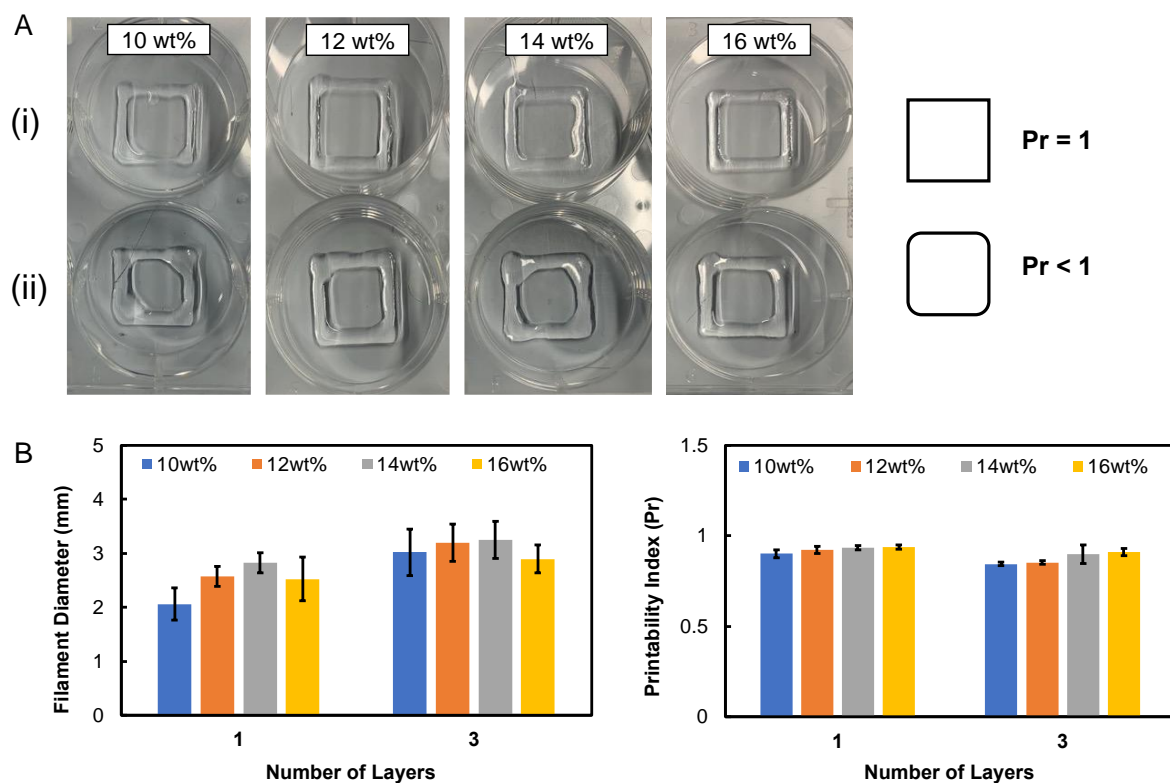 A
10 wt%
12 wt%
14 wt%
16 wt%
(i)
Pr = 1
(ii)
Pr < 1
B
Filament Diameter (mm)
5
4
3
2
1
0
10wt%
12wt%
14wt%
16wt%
1
3
Number of Layers
Printability Index (Pr)
1.5
1
0.5
0
10wt%
12wt%
14wt%
16wt%
1
3
Number of Layers